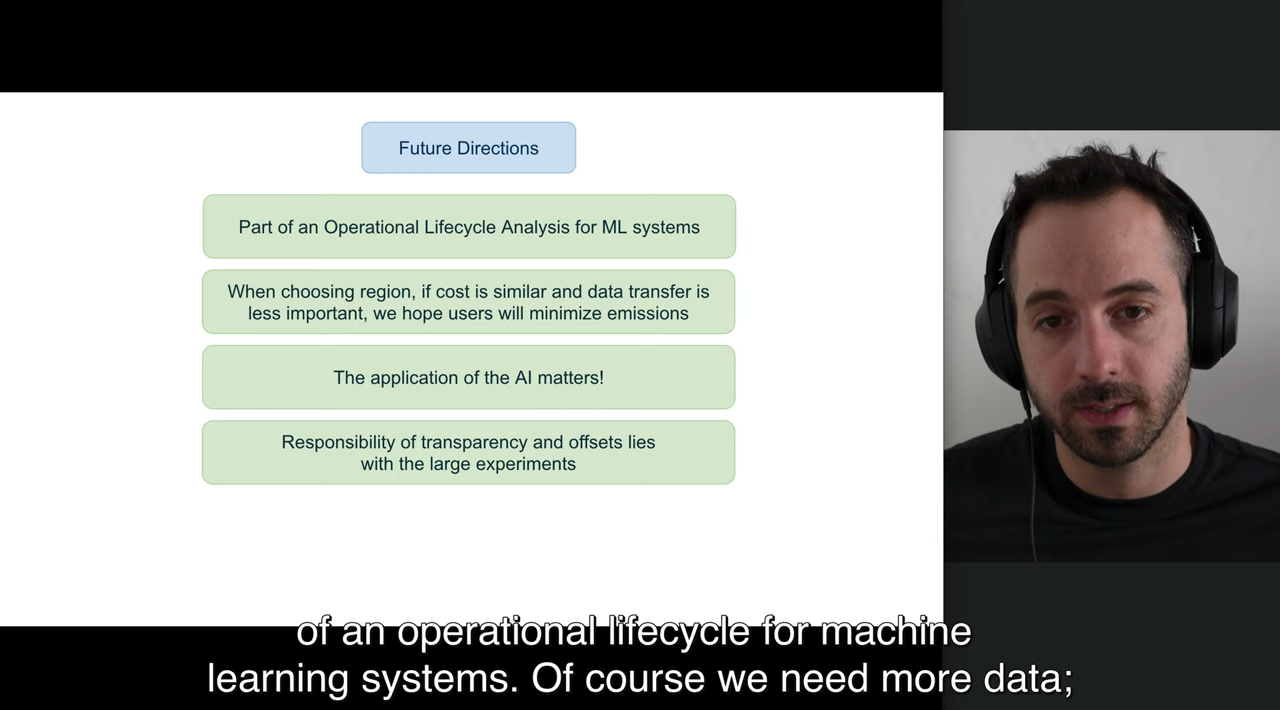 Future Directions
Part of an Operational Lifecycle Analysis for ML systems
When choosing region, if cost is similar and data transfer is
less important, we hope users will minimize emissions
The application of the AI matters!
Responsibility of transparency and offsets lies
with the large experiments
of an operational lifecycle for machine
learning systems. Of course we need more data;